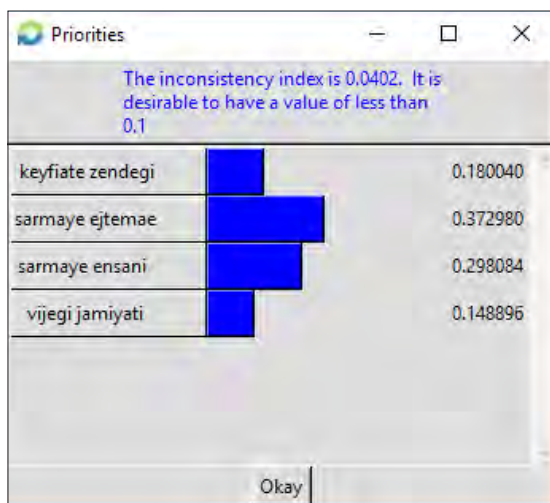 Priorities
The inconsistency index is 0.0402. It is
desirable to have a value of less than
0.1
keyfiate zendegi 0.180040
sarmaye ejtemae 0.372980
sarmaye ensani 0.298084
vijegi jamiyati 0.148896
Okay